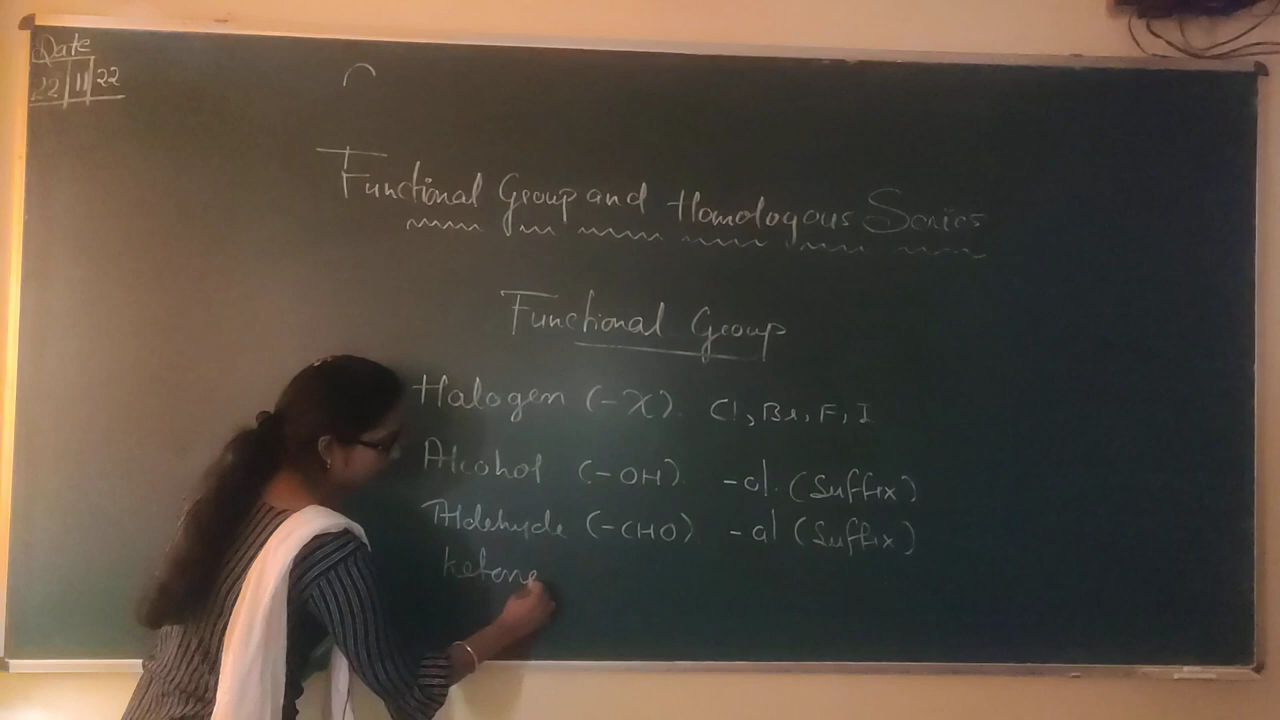 Date
22|11|22
Functional Group and Homologous Series
Functional Group
Halogen (-X). Cl, Br, F, I
Alcohol (-OH) -ol. (Suffix)
Aldehyde (-CHO) -al (Suffix)
ketone